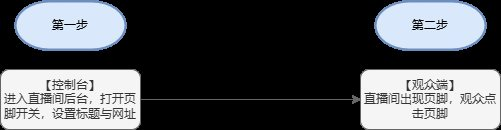 第一步
第二步
【控制台】
进入直播间后台，打开页
脚开关，设置标题与网址
【观众端】
直播间出现页脚，观众点
击页脚